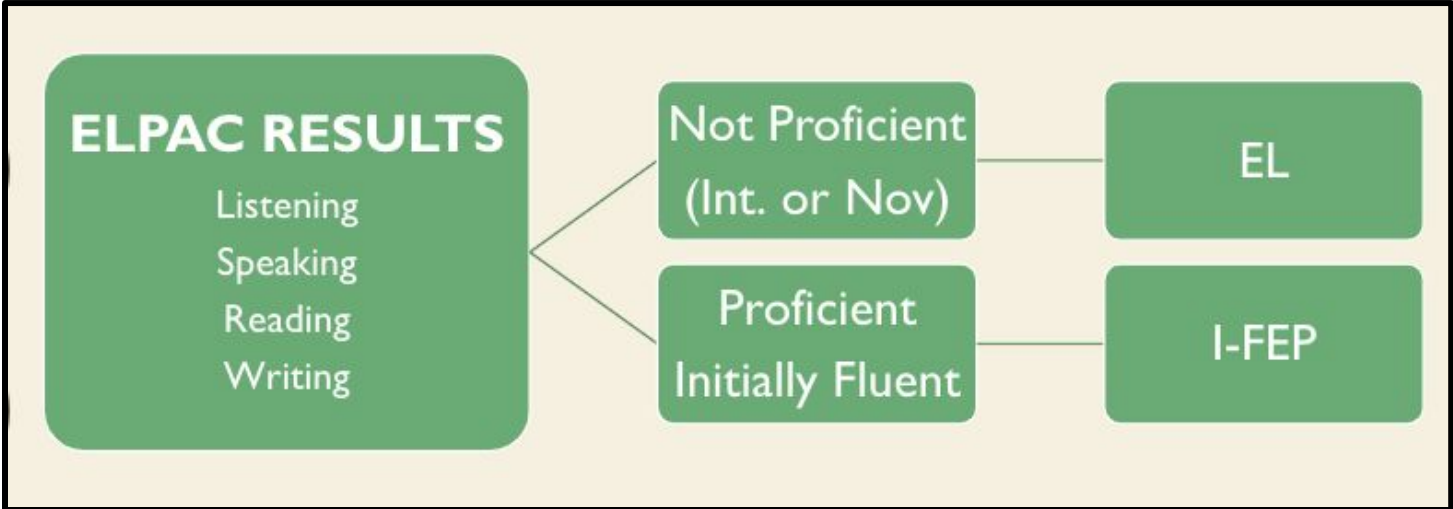 ELPAC RESULTS
Listening
Speaking
Reading
Writing
Not Proficient
(Int. or Nov)
EL
Proficient
Initially Fluent
I-FEP